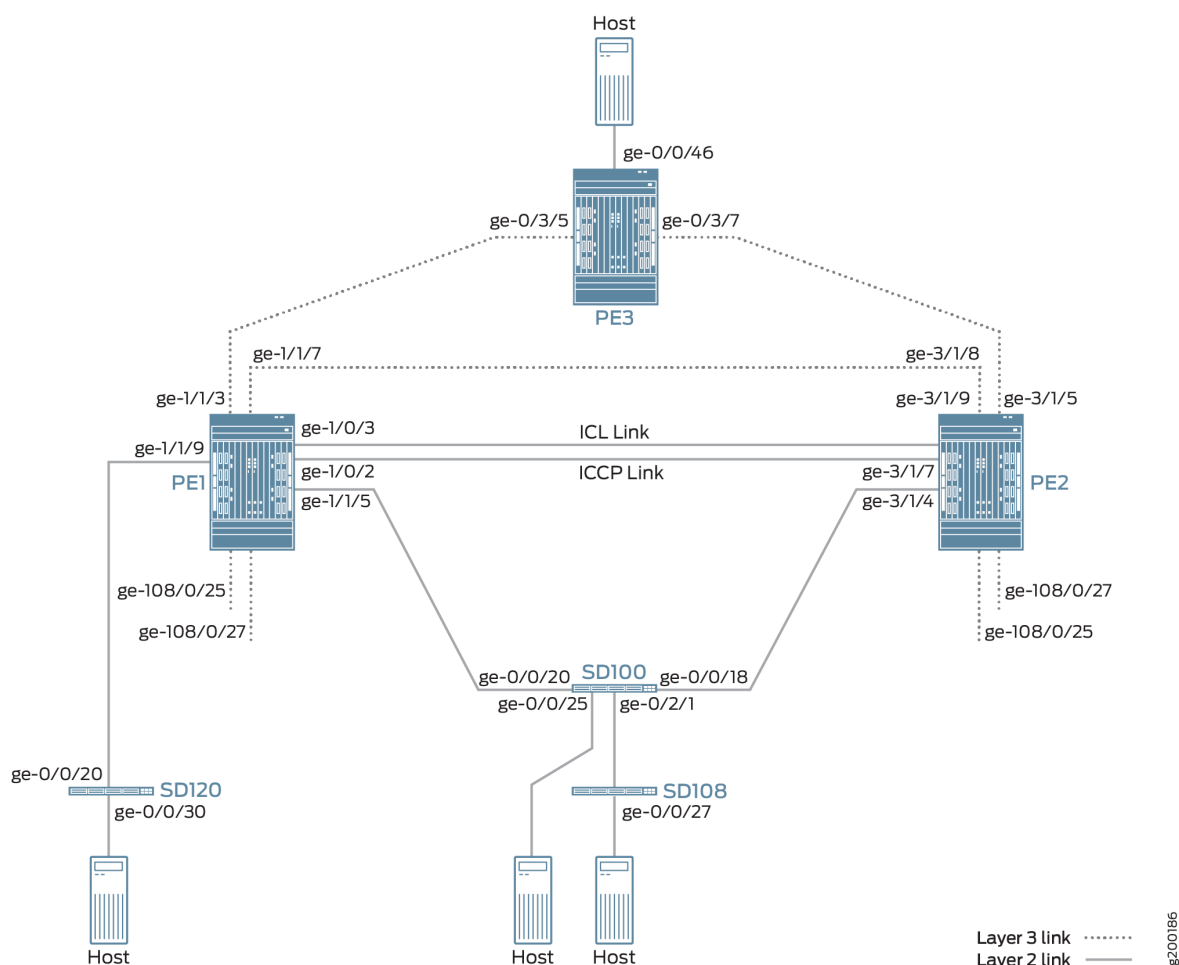 Host
ge-0/0/46
ge-0/3/5
ge-0/3/7
PE3
ge-1/1/7
ge-3/1/8
ge-1/1/3
ge-3/1/9
ge-3/1/5
ge-1/1/9
ge-1/0/3
ICL Link
PE1
ge-1/0/2
ICCP Link
ge-3/1/7
PE2
ge-1/1/5
ge-3/1/4
ge-108/0/25
ge-108/0/27
ge-108/0/27
ge-108/0/25
SD100
ge-0/0/20
ge-0/0/18
ge-0/0/25
ge-0/2/1
ge-0/0/20
SD120
SD108
ge-0/0/30
ge-0/0/27
Host
Host
Host
Layer 3 link
Layer 2 link
g200186